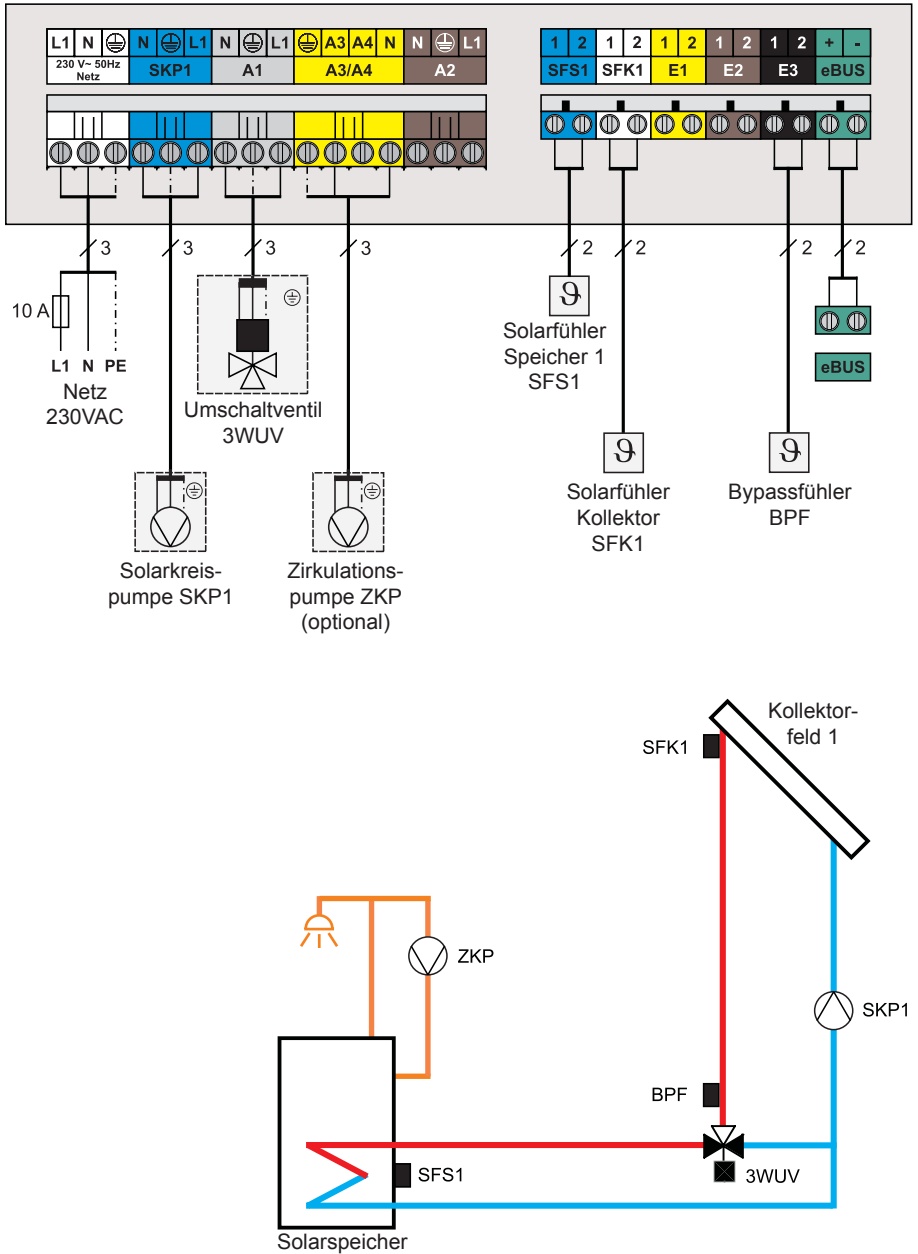 L1 N N L1 N L1 A3 A4 N N L1
230 V~ 50Hz
Netz
SKP1 A1 A3/A4 A2
1 2 1 2 1 2 1 2 1 2 + -
SFS1 SFK1 E1 E2 E3 eBUS
3 3 3 3 2 2 2 2
10 A
L1 N PE
Netz
230VAC
Umschaltventil
3WUV
ϑ
Solarfühler
Speicher 1
SFS1
eBUS
Solarkreis-
pumpe SKP1
Zirkulations-
pumpe ZKP
(optional)
ϑ
Solarfühler
Kollektor
SFK1
ϑ
Bypassfühler
BPF
Kollektor-
feld 1
SFK1
ZKP
SKP1
BPF
SFS1
3WUV
Solarspeicher